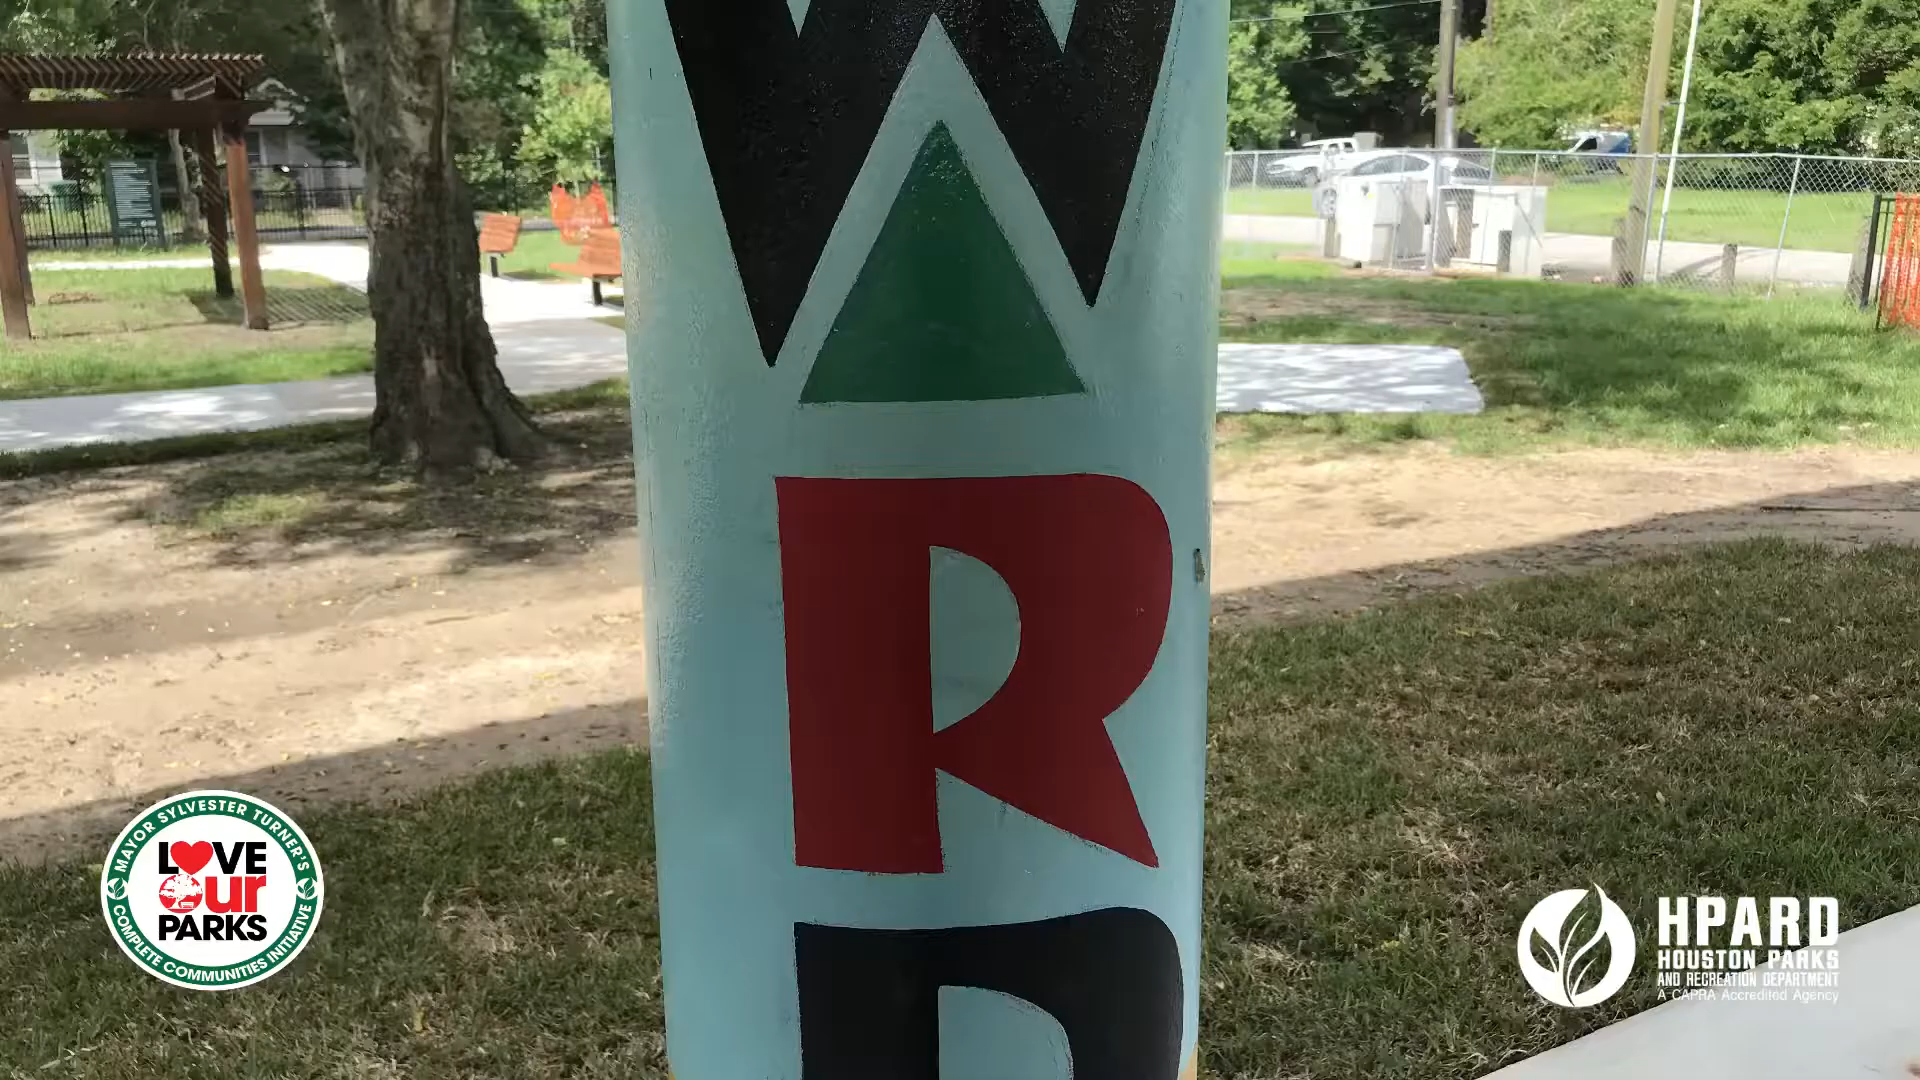 W
R
MAYOR SYLVESTER TURNER'S
LOVE
our
PARKS
COMPLETE COMMUNITIES INITIATIVE
HPARD
HOUSTON PARKS
AND RECREATION DEPARTMENT
A CAPRA Accredited Agency